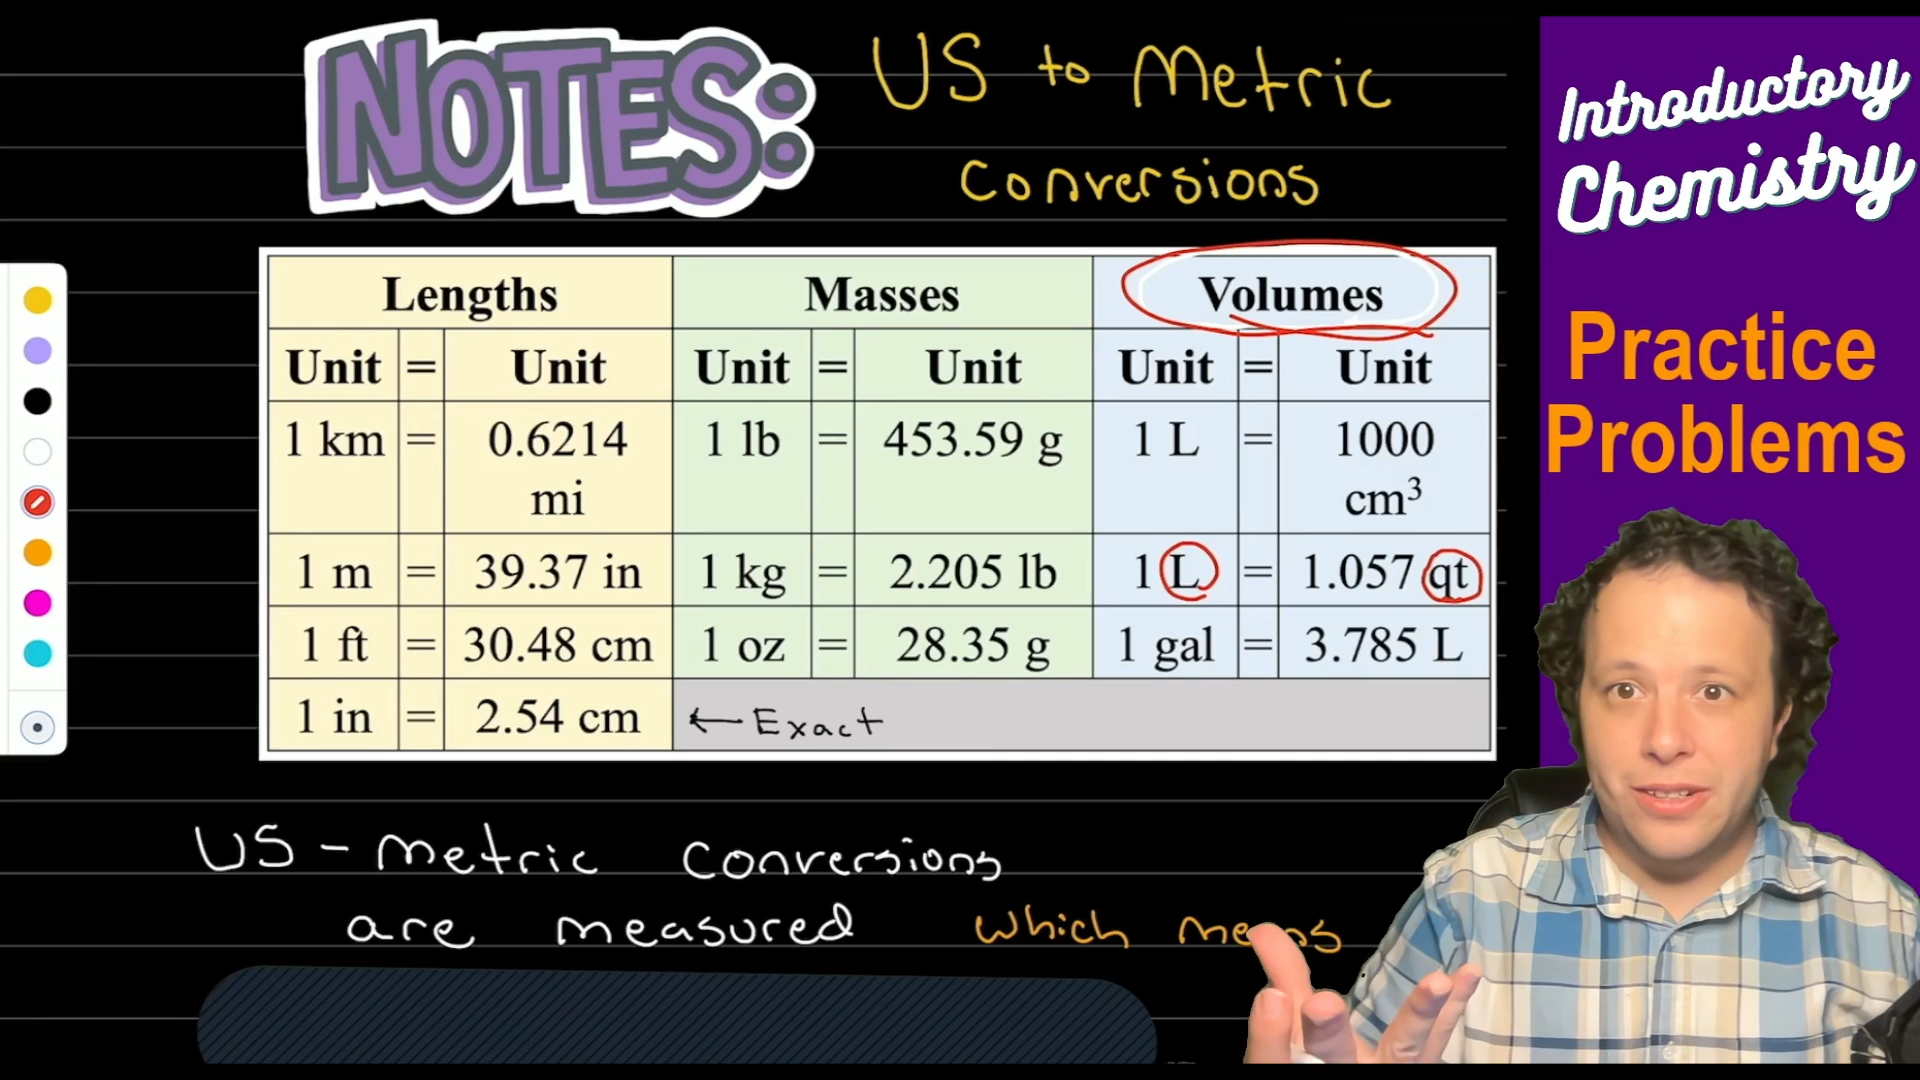 NOTES: US to Metric
conversions
Introductory
Chemistry
Practice
Problems
Lengths Masses Volumes
Unit = Unit Unit = Unit Unit = Unit
1 km = 0.6214 mi 1 lb = 453.59 g 1 L = 1000 cm³
1 m = 39.37 in 1 kg = 2.205 lb 1 L = 1.057 qt
1 ft = 30.48 cm 1 oz = 28.35 g 1 gal = 3.785 L
1 in = 2.54 cm ← Exact
US - metric conversions
are measured which means